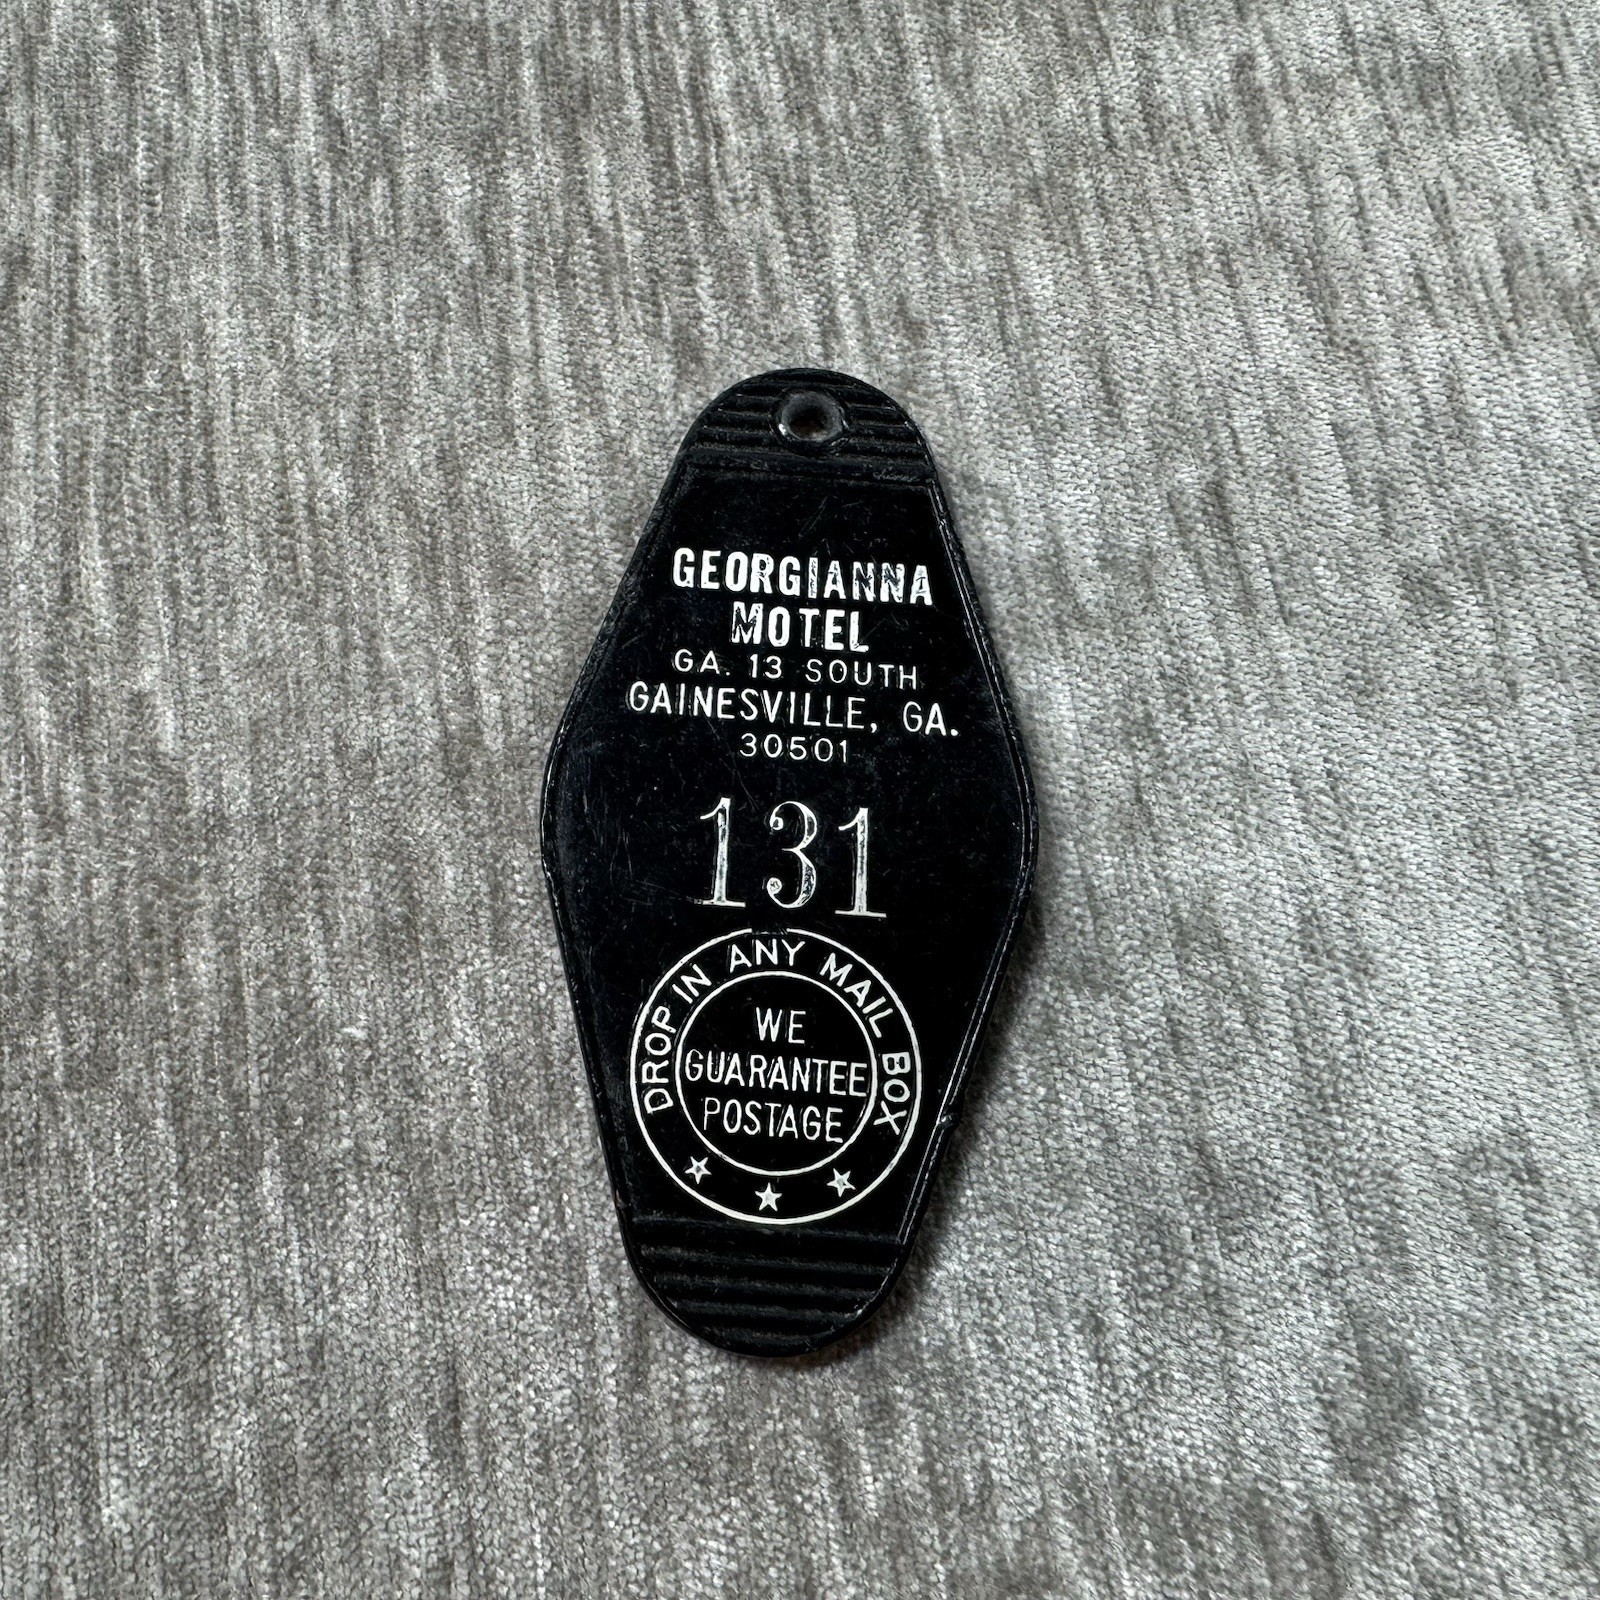 GEORGIANNA
MOTEL
GA. 13 SOUTH
GAINESVILLE, GA.
30501
131
DROP IN ANY MAIL BOX
WE
GUARANTEE
POSTAGE